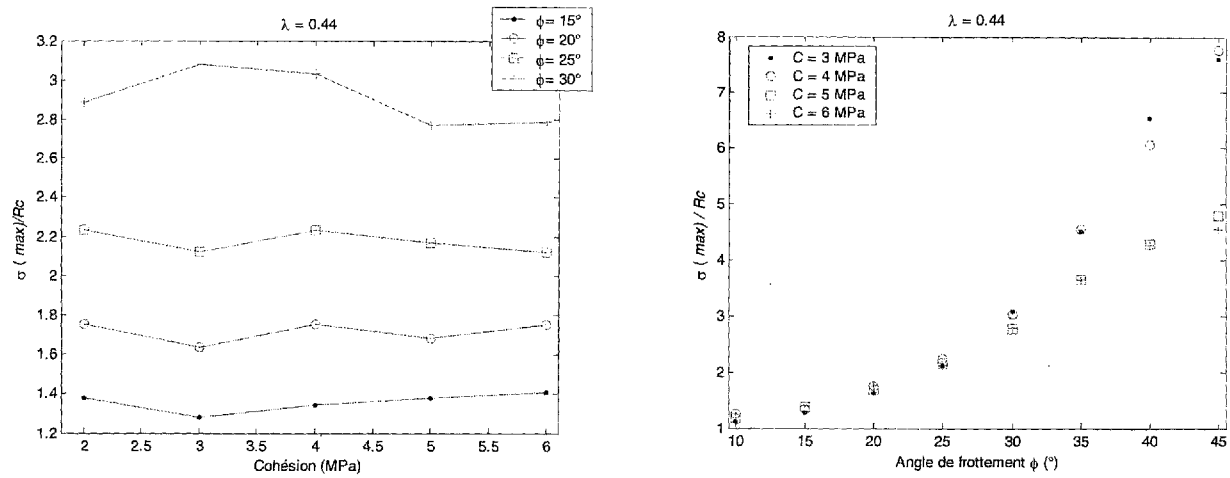 λ = 0.44
φ= 15°
φ= 20°
φ= 25°
φ= 30°
σ ( max)/Rc
3.2
3
2.8
2.6
2.4
2.2
2
1.8
1.6
1.4
1.2
2 2.5 3 3.5 4 4.5 5 5.5 6
Cohésion (MPa)
λ = 0.44
C = 3 MPa
C = 4 MPa
C = 5 MPa
C = 6 MPa
σ ( max) / Rc
8
7
6
5
4
3
2
1
10 15 20 25 30 35 40 45
Angle de frottement φ (°)